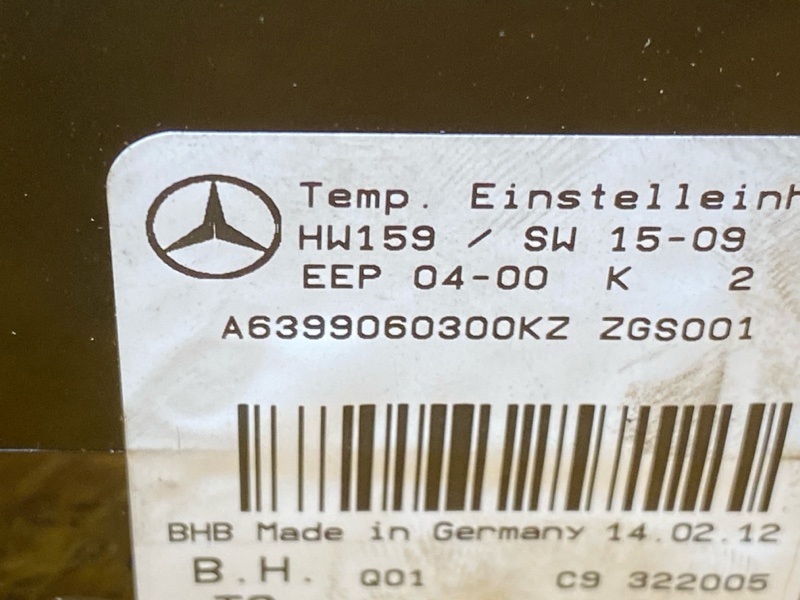 Temp. Einstelleinh
HW159 / SW 15-09
EEP 04-00 K 2
A6399060300KZ ZGS001
BHB Made in Germany 14.02.12
B.H. Q01 C9 322005